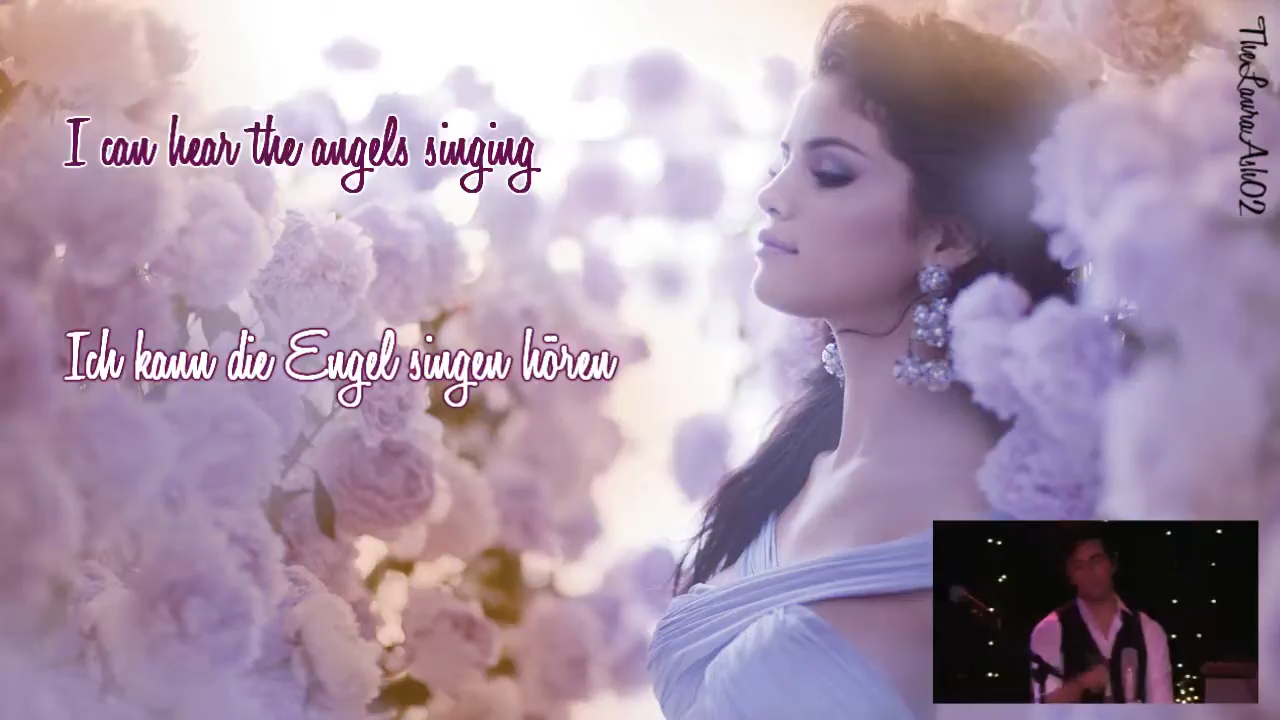 I can hear the angels singing
Ich kann die Engel singen hören
TheLauraAsh02